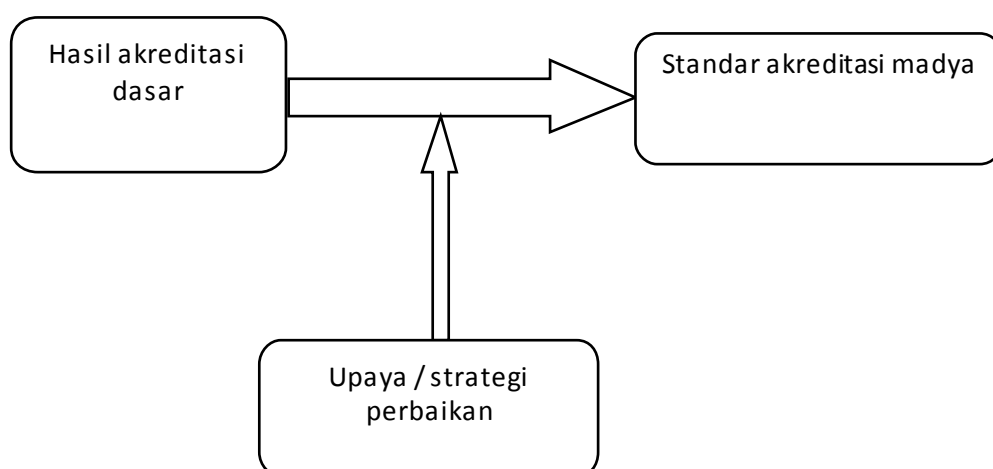 Hasil akreditasi
dasar
Standar akreditasi madya
Upaya / strategi
perbaikan